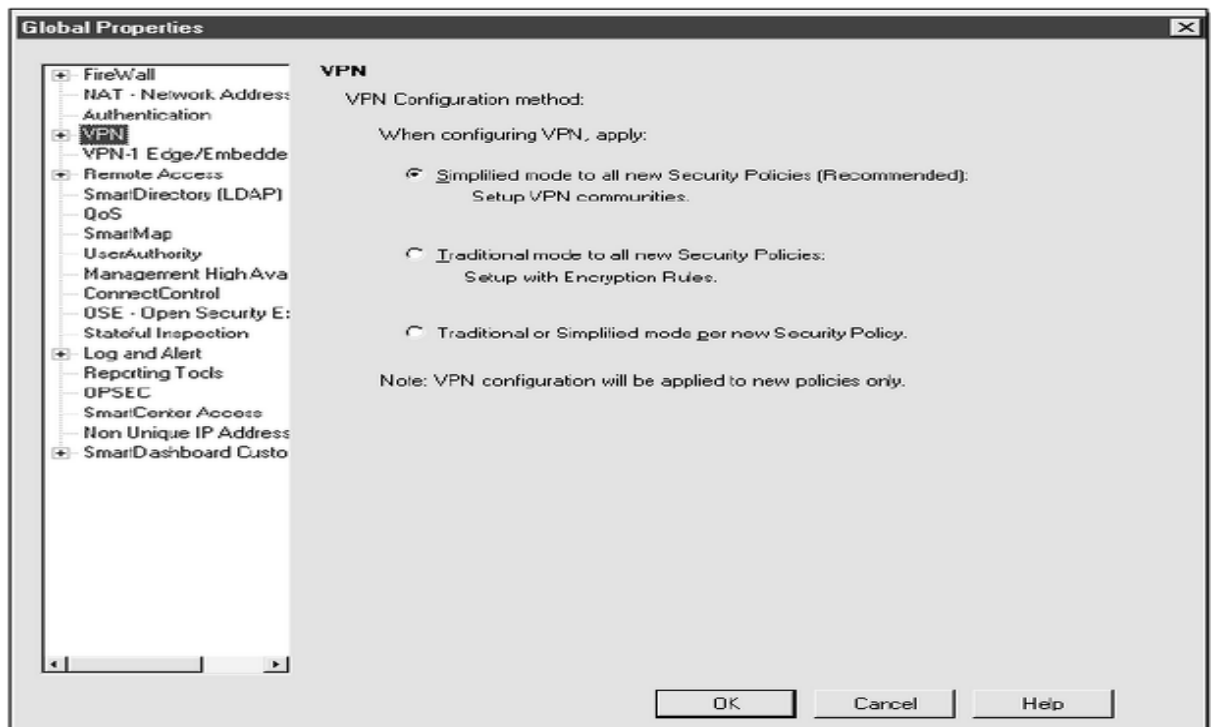 Global Properties
FireWall
NAT - Network Address
Authentication
VPN
VPN-1 Edge/Embedde
Remote Access
SmartDirectory (LDAP)
QoS
SmartMap
UserAuthority
Management High Ava
ConnectControl
OSE - Open Security E:
Stateful Inspection
Log and Alert
Reporting Tools
OPSEC
SmartCenter Access
Non Unique IP Address
SmartDashboard Custo
VPN
VPN Configuration method:
When configuring VPN, apply:
Simplified mode to all new Security Policies (Recommended):
Setup VPN communities.
Traditional mode to all new Security Policies:
Setup with Encryption Rules.
Traditional or Simplified mode per new Security Policy.
Note: VPN configuration will be applied to new policies only.
OK
Cancel
Help